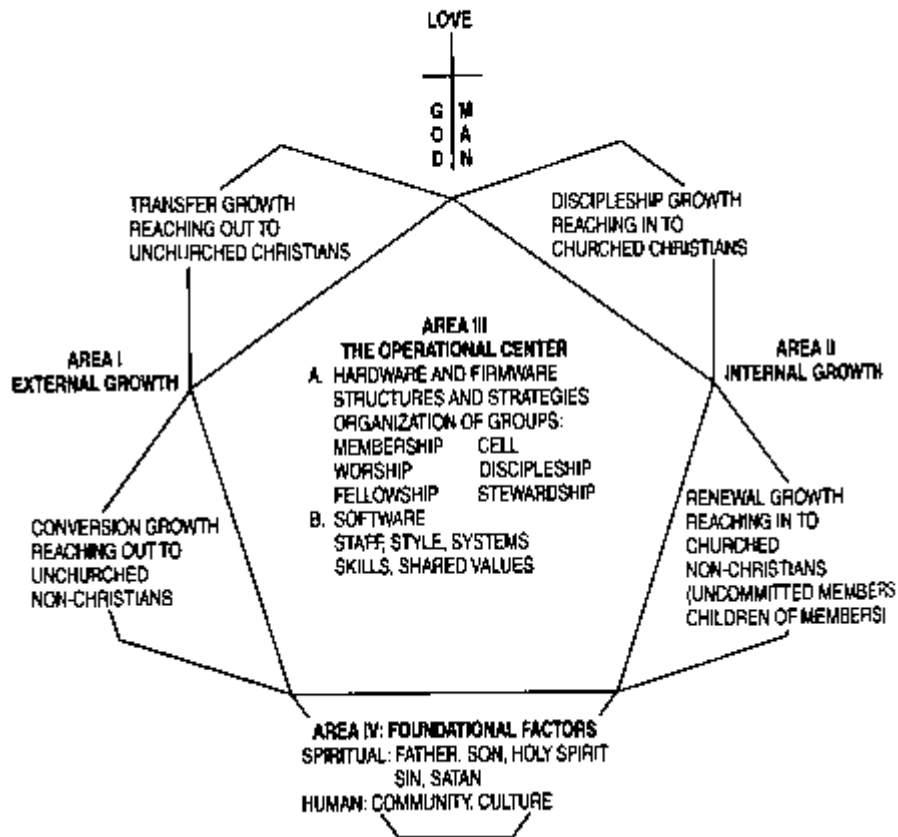 LOVE
GOD
MAN
TRANSFER GROWTH
REACHING OUT TO
UNCHURCHED CHRISTIANS
DISCIPLESHIP GROWTH
REACHING IN TO
CHURCHED CHRISTIANS
AREA I
EXTERNAL GROWTH
AREA III
THE OPERATIONAL CENTER
A. HARDWARE AND FIRMWARE
STRUCTURES AND STRATEGIES
ORGANIZATION OF GROUPS:
MEMBERSHIP CELL
WORSHIP DISCIPLESHIP
FELLOWSHIP STEWARDSHIP
B. SOFTWARE
STAFF, STYLE, SYSTEMS
SKILLS, SHARED VALUES
AREA II
INTERNAL GROWTH
CONVERSION GROWTH
REACHING OUT TO
UNCHURCHED
NON-CHRISTIANS
RENEWAL GROWTH
REACHING IN TO
CHURCHED
NON-CHRISTIANS
(UNCOMMITTED MEMBERS
CHILDREN OF MEMBERS)
AREA IV: FOUNDATIONAL FACTORS
SPIRITUAL: FATHER, SON, HOLY SPIRIT
SIN, SATAN
HUMAN: COMMUNITY, CULTURE